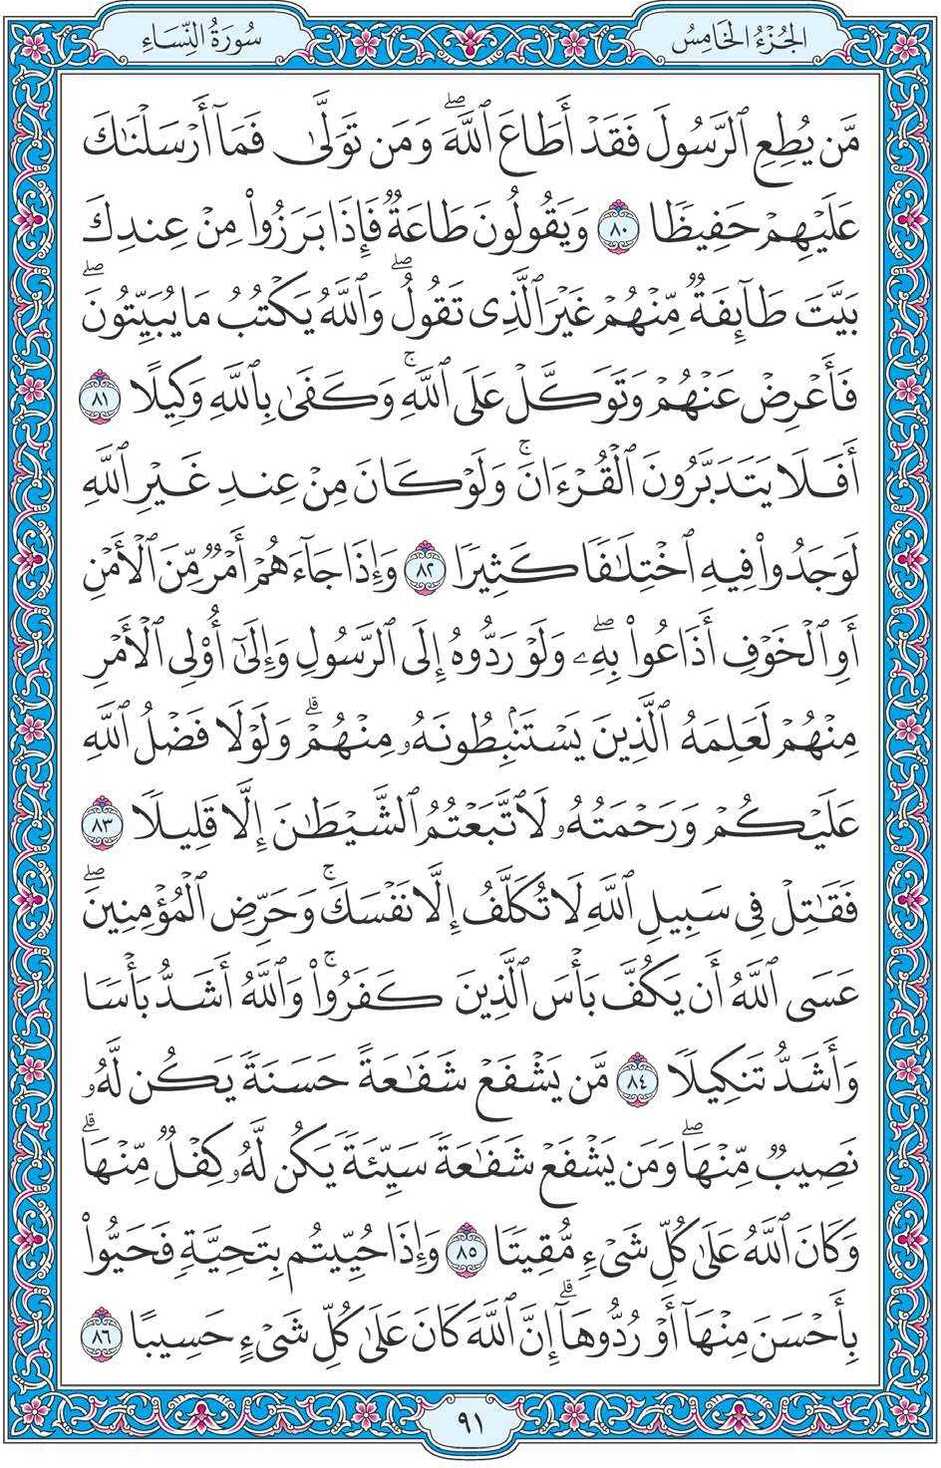 الجُزْءُ الخَامِسُ
سُورَةُ النِّسَاءِ
مَّن يُطِعِ ٱلرَّسُولَ فَقَدْ أَطَاعَ ٱللَّهَۖ وَمَن تَوَلَّىٰ فَمَآ أَرْسَلْنَٰكَ
عَلَيْهِمْ حَفِيظًا ٨٠ وَيَقُولُونَ طَاعَةٌ فَإِذَا بَرَزُوا۟ مِنْ عِندِكَ
بَيَّتَ طَآئِفَةٌ مِّنْهُمْ غَيْرَ ٱلَّذِى تَقُولُۖ وَٱللَّهُ يَكْتُبُ مَا يُبَيِّتُونَۖ
فَأَعْرِضْ عَنْهُمْ وَتَوَكَّلْ عَلَى ٱللَّهِۚ وَكَفَىٰ بِٱللَّهِ وَكِيلًا ٨١
أَفَلَا يَتَدَبَّرُونَ ٱلْقُرْءَانَۚ وَلَوْ كَانَ مِنْ عِندِ غَيْرِ ٱللَّهِ
لَوَجَدُوا۟ فِيهِ ٱخْتِلَٰفًا كَثِيرًا ٨٢ وَإِذَا جَآءَهُمْ أَمْرٌ مِّنَ ٱلْأَمْنِ
أَوِ ٱلْخَوْفِ أَذَاعُوا۟ بِهِۦۖ وَلَوْ رَدُّوهُ إِلَى ٱلرَّسُولِ وَإِلَىٰٓ أُو۟لِى ٱلْأَمْرِ
مِنْهُمْ لَعَلِمَهُ ٱلَّذِينَ يَسْتَنۢبِطُونَهُۥ مِنْهُمْۗ وَلَوْلَا فَضْلُ ٱللَّهِ
عَلَيْكُمْ وَرَحْمَتُهُۥ لَٱتَّبَعْتُمُ ٱلشَّيْطَٰنَ إِلَّا قَلِيلًا ٨٣
فَقَٰتِلْ فِى سَبِيلِ ٱللَّهِ لَا تُكَلَّفُ إِلَّا نَفْسَكَۚ وَحَرِّضِ ٱلْمُؤْمِنِينَۖ
عَسَى ٱللَّهُ أَن يَكُفَّ بَأْسَ ٱلَّذِينَ كَفَرُوا۟ۚ وَٱللَّهُ أَشَدُّ بَأْسًا
وَأَشَدُّ تَنكِيلًا ٨٤ مَّن يَشْفَعْ شَفَٰعَةً حَسَنَةً يَكُن لَّهُۥ
نَصِيبٌ مِّنْهَاۖ وَمَن يَشْفَعْ شَفَٰعَةً سَيِّئَةً يَكُن لَّهُۥ كِفْلٌ مِّنْهَاۗ
وَكَانَ ٱللَّهُ عَلَىٰ كُلِّ شَىْءٍ مُّقِيتًا ٨٥ وَإِذَا حُيِّيتُم بِتَحِيَّةٍ فَحَيُّوا۟
بِأَحْسَنَ مِنْهَآ أَوْ رُدُّوهَآۗ إِنَّ ٱللَّهَ كَانَ عَلَىٰ كُلِّ شَىْءٍ حَسِيبًا ٨٦
٩١